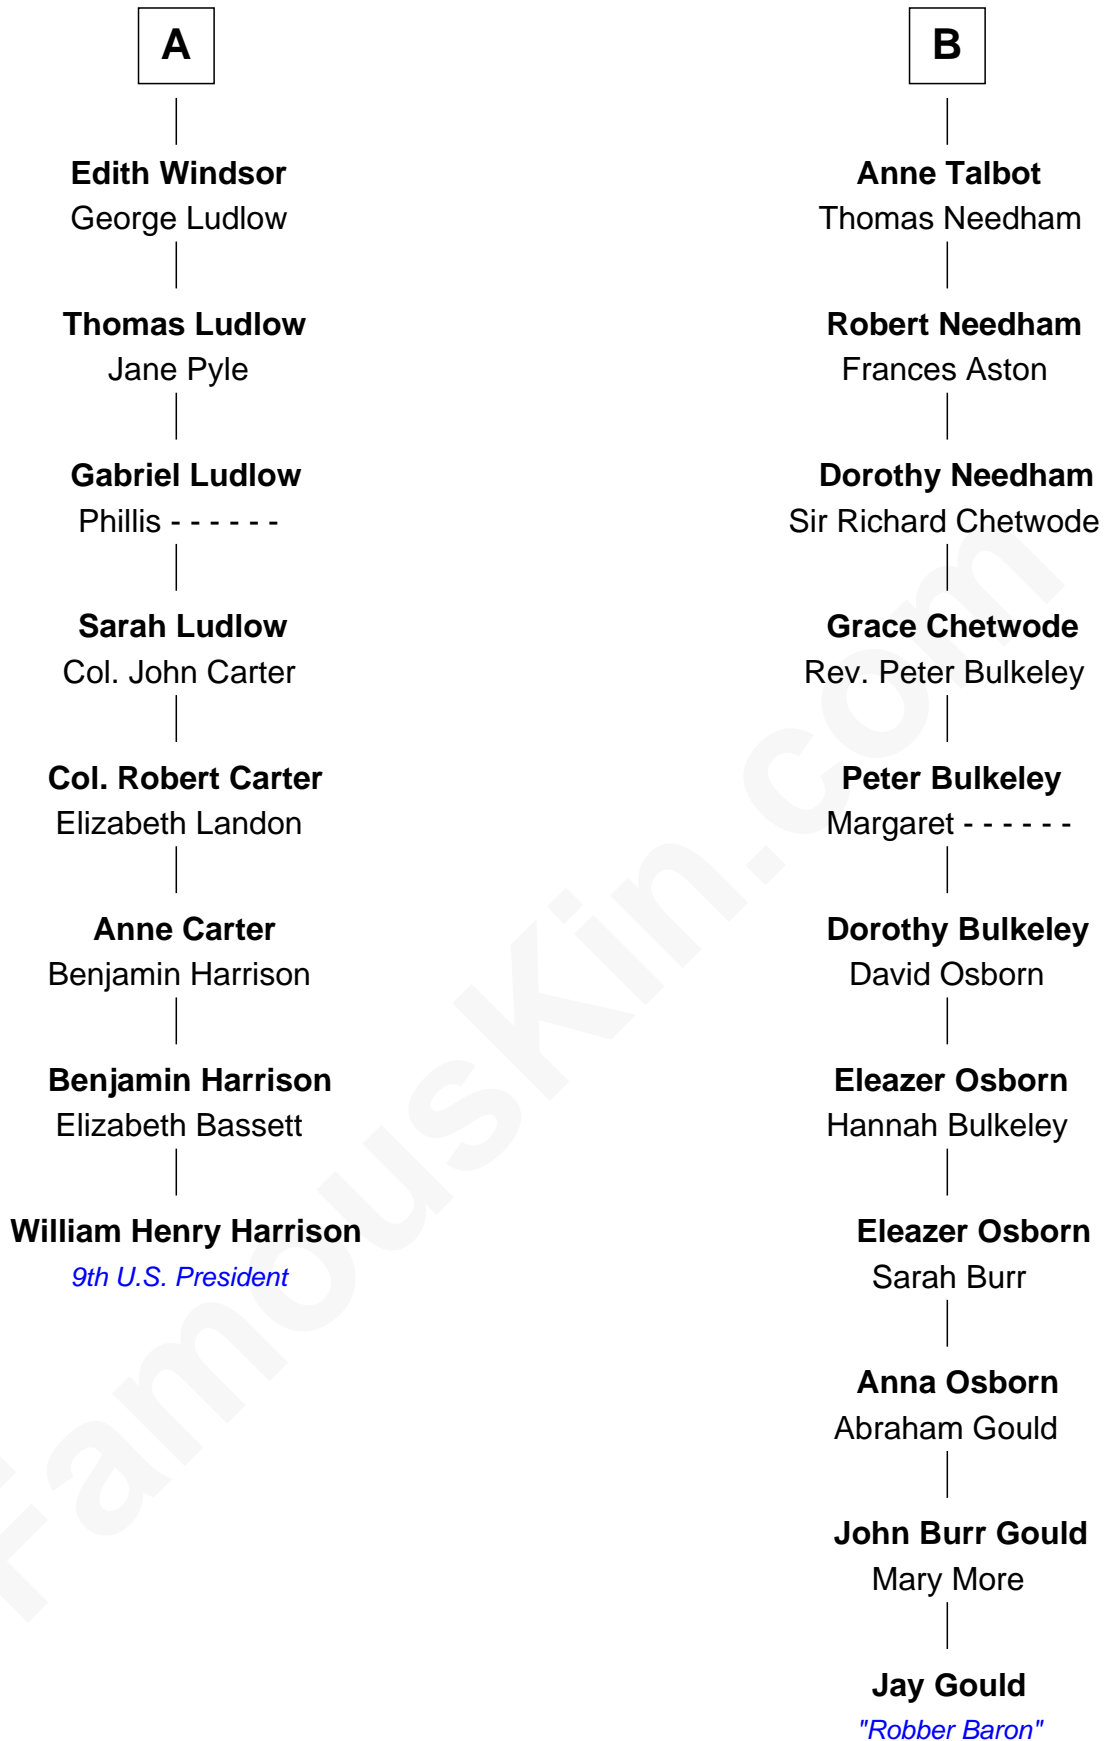 A
Edith Windsor
George Ludlow
Thomas Ludlow
Jane Pyle
Gabriel Ludlow
Phillis - - - - - -
Sarah Ludlow
Col. John Carter
Col. Robert Carter
Elizabeth Landon
Anne Carter
Benjamin Harrison
Benjamin Harrison
Elizabeth Bassett
William Henry Harrison
9th U.S. President
B
Anne Talbot
Thomas Needham
Robert Needham
Frances Aston
Dorothy Needham
Sir Richard Chetwode
Grace Chetwode
Rev. Peter Bulkeley
Peter Bulkeley
Margaret - - - - - -
Dorothy Bulkeley
David Osborn
Eleazer Osborn
Hannah Bulkeley
Eleazer Osborn
Sarah Burr
Anna Osborn
Abraham Gould
John Burr Gould
Mary More
Jay Gould
"Robber Baron"
FamousKin.com